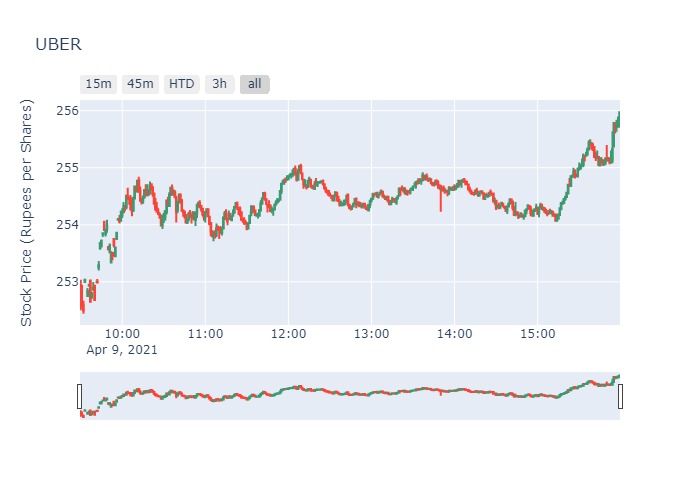 UBER
15m 45m HTD 3h all
Stock Price (Rupees per Shares)
256
255
254
253
10:00 11:00 12:00 13:00 14:00 15:00
Apr 9, 2021